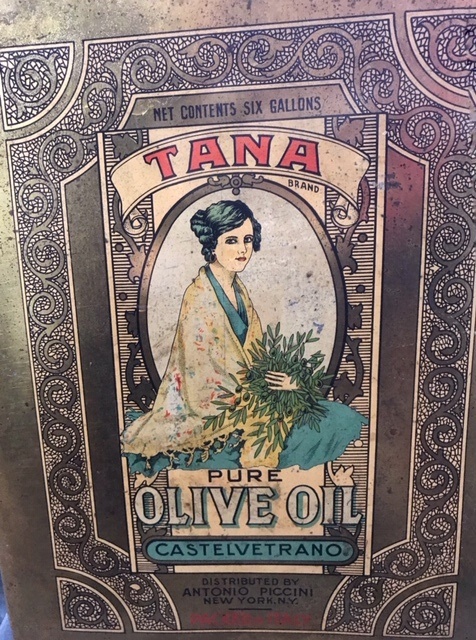 NET CONTENTS SIX GALLONS
TANA
BRAND
PURE
OLIVE OIL
CASTELVETRANO
DISTRIBUTED BY
ANTONIO PICCINI
NEW YORK, N.Y.